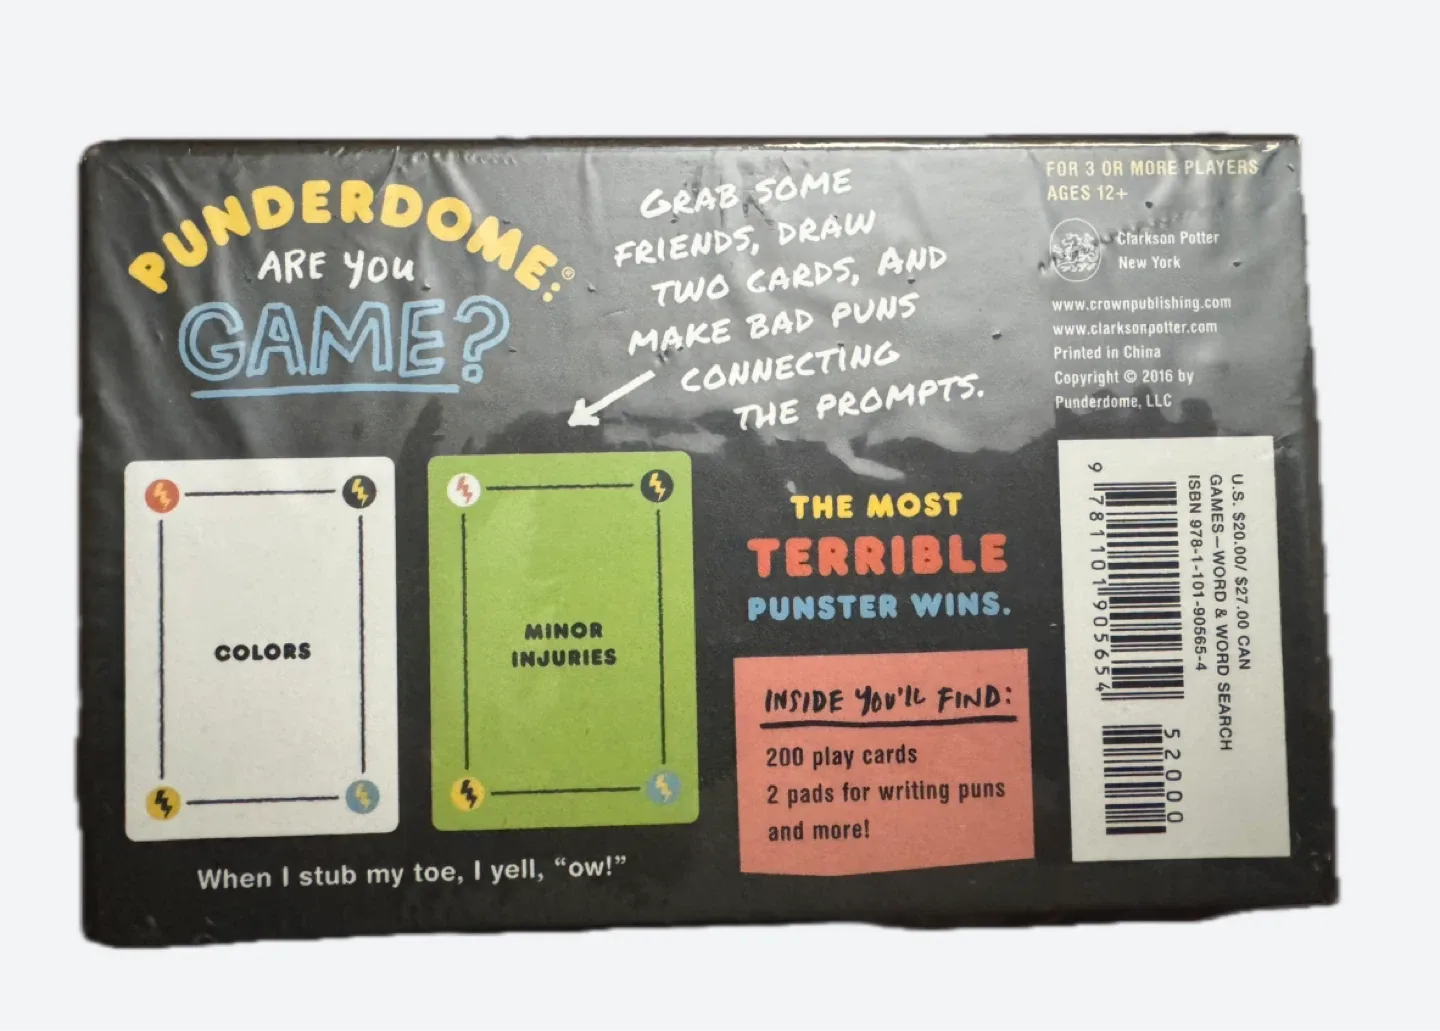 PUNDERDOME:®
ARE YOU
GAME?
GRAB SOME
FRIENDS, DRAW
TWO CARDS, AND
MAKE BAD PUNS
CONNECTING
THE PROMPTS.
FOR 3 OR MORE PLAYERS
AGES 12+
Clarkson Potter
New York
www.crownpublishing.com
www.clarksonpotter.com
Printed in China
Copyright © 2016 by
Punderdome, LLC
COLORS
MINOR
INJURIES
When I stub my toe, I yell, “ow!”
THE MOST
TERRIBLE
PUNSTER WINS.
INSIDE YOU'LL FIND:
200 play cards
2 pads for writing puns
and more!
U.S. $20.00/ $27.00 CAN
GAMES—WORD & WORD SEARCH
ISBN 978-1-101-90565-4
9 781101 905654
52000